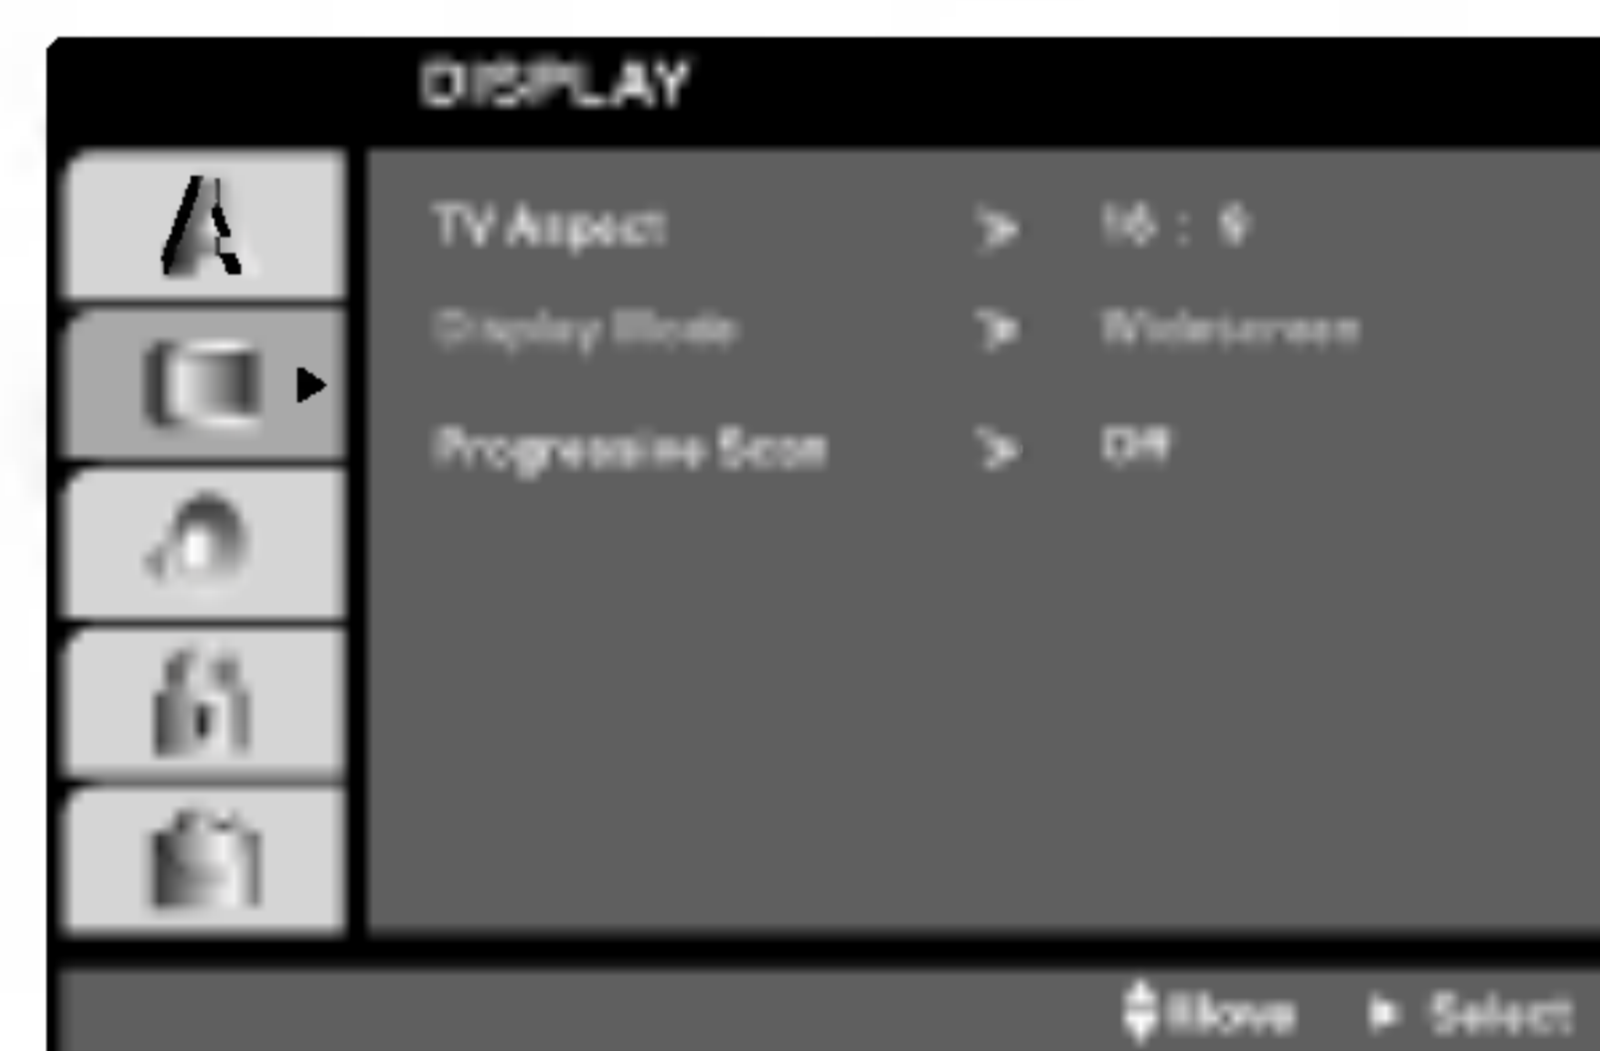 DISPLAY
TV Aspect > 16 : 9
Display Mode > Widescreen
Progressive Scan > Off
Move ► Select